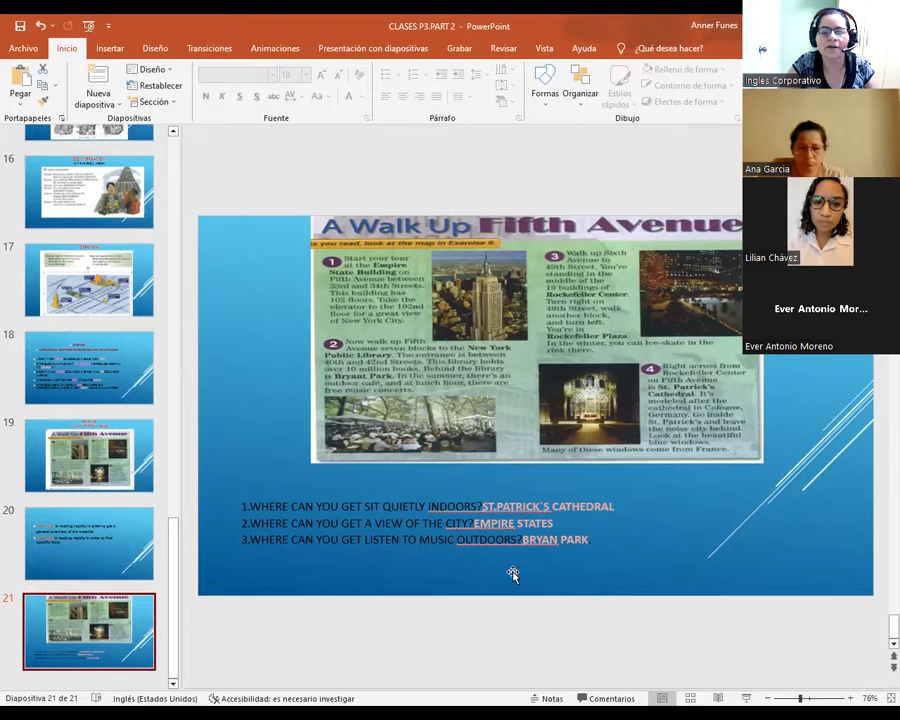 CLASES P3.PART 2 - PowerPoint
Anner Funes
Archivo Inicio Insertar Diseño Transiciones Animaciones Presentación con diapositivas Grabar Revisar Vista Ayuda ¿Qué desea hacer?
Pegar
Nueva diapositiva
Diseño
Restablecer
Sección
18
N K S S abc AV Aa A
Formas
Organizar
Estilos rápidos
Relleno de forma
Contorno de forma
Efectos de forma
Portapapeles Diapositivas Fuente Párrafo Dibujo
Ingles Corporativo
Ana Garcia
Lilian Chávez
Ever Antonio Mor...
Ever Antonio Moreno
16
17
18
19
20
21
A Walk Up Fifth Avenue
As you read, look at the map in Exercise 9.
1 Start your tour
at the Empire
State Building on
Fifth Avenue between
33rd and 34th Streets.
This building has
102 floors. Take the
elevator to the 102nd
floor for a great view
of New York City.
2 Now walk up Fifth
Avenue seven blocks to the New York
Public Library. The entrance is between
40th and 42nd Streets. This library holds
over 10 million books. Behind the library
is Bryant Park. In the summer, there's an
outdoor café, and at lunch hour, there are
free music concerts.
3 Walk up Sixth
Avenue to
49th Street. You're
standing in the
middle of the
19 buildings of
Rockefeller Center.
Turn right on
49th Street, walk
another block,
and turn left.
You're in
Rockefeller Plaza.
In the winter, you can ice-skate in the
rink there.
4 Right across from
Rockefeller Center
on Fifth Avenue
is St. Patrick's
Cathedral. It's
modeled after the
cathedral in Cologne,
Germany. Go inside
St. Patrick's and leave
the noisy city behind.
Look at the beautiful
blue windows.
Many of these windows come from France.
1.WHERE CAN YOU GET SIT QUIETLY INDOORS?ST.PATRICK´S CATHEDRAL
2.WHERE CAN YOU GET A VIEW OF THE CITY?EMPIRE STATES
3.WHERE CAN YOU GET LISTEN TO MUSIC OUTDOORS?BRYAN PARK.
Diapositiva 21 de 21 Inglés (Estados Unidos) Accesibilidad: es necesario investigar Notas Comentarios 76%